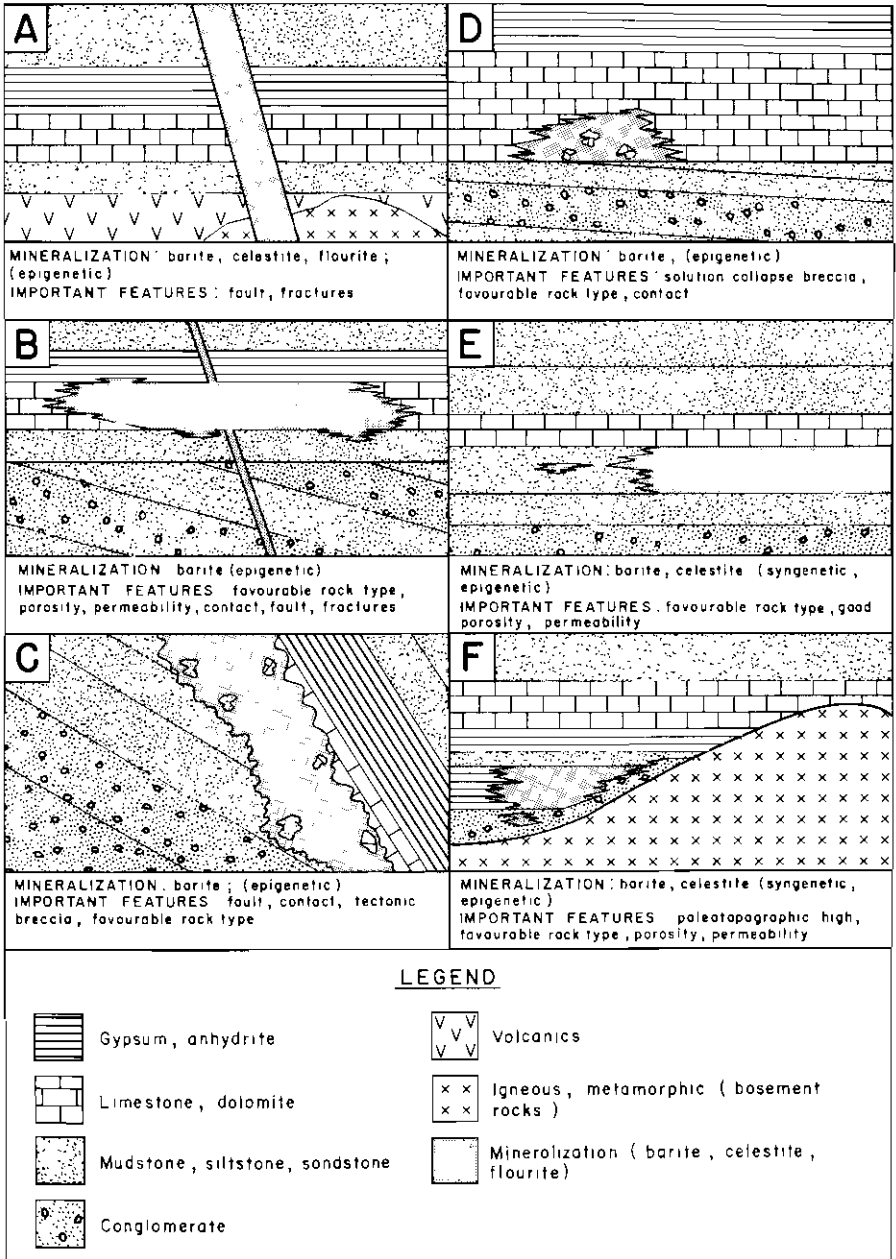 A
MINERALIZATION: barite, celestite, flourite;
(epigenetic)
IMPORTANT FEATURES: fault, fractures
B
MINERALIZATION barite (epigenetic)
IMPORTANT FEATURES favourable rock type,
porosity, permeability, contact, fault, fractures
C
MINERALIZATION. barite; (epigenetic)
IMPORTANT FEATURES fault, contact, tectonic
breccia, favourable rock type
D
MINERALIZATION: barite, (epigenetic)
IMPORTANT FEATURES: solution collapse breccia,
favourable rock type, contact
E
MINERALIZATION: barite, celestite (syngenetic,
epigenetic)
IMPORTANT FEATURES. favourable rock type, good
porosity, permeability
F
MINERALIZATION: barite, celestite (syngenetic,
epigenetic)
IMPORTANT FEATURES paleotopographic high,
favourable rock type, porosity, permeability
LEGEND
Gypsum, anhydrite
Limestone, dolomite
Mudstone, siltstone, sondstone
Conglomerate
Volcanics
Igneous, metamorphic (bosement
rocks)
Minerolization (barite, celestite,
flourite)